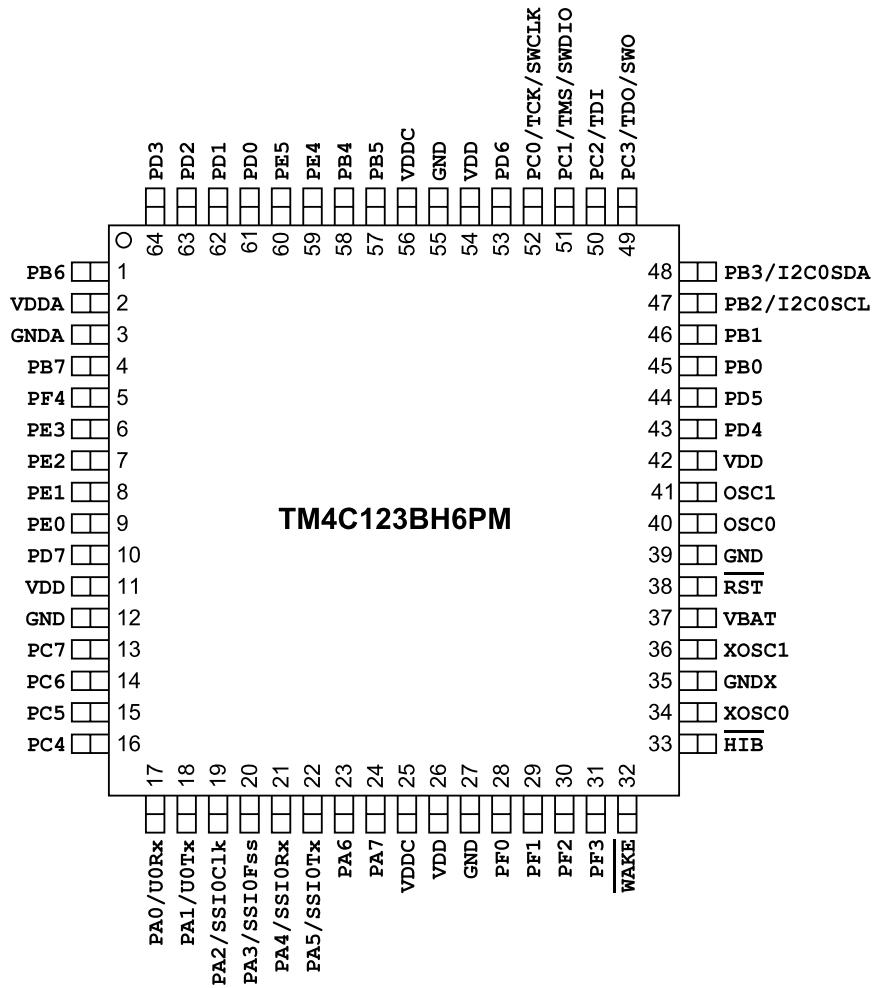 PD3
PD2
PD1
PD0
PE5
PE4
PB4
PB5
VDDC
GND
VDD
PD6
PC0/TCK/SWCLK
PC1/TMS/SWDIO
PC2/TDI
PC3/TDO/SWO
64
63
62
61
60
59
58
57
56
55
54
53
52
51
50
49
PB6 1
VDDA 2
GNDA 3
PB7 4
PF4 5
PE3 6
PE2 7
PE1 8
PE0 9
PD7 10
VDD 11
GND 12
PC7 13
PC6 14
PC5 15
PC4 16
TM4C123BH6PM
48 PB3/I2C0SDA
47 PB2/I2C0SCL
46 PB1
45 PB0
44 PD5
43 PD4
42 VDD
41 OSC1
40 OSC0
39 GND
38 RST
37 VBAT
36 XOSC1
35 GNDX
34 XOSC0
33 HIB
17
18
19
20
21
22
23
24
25
26
27
28
29
30
31
32
PA0/U0Rx
PA1/U0Tx
PA2/SSI0Clk
PA3/SSI0Fss
PA4/SSI0Rx
PA5/SSI0Tx
PA6
PA7
VDDC
VDD
GND
PF0
PF1
PF2
PF3
WAKE